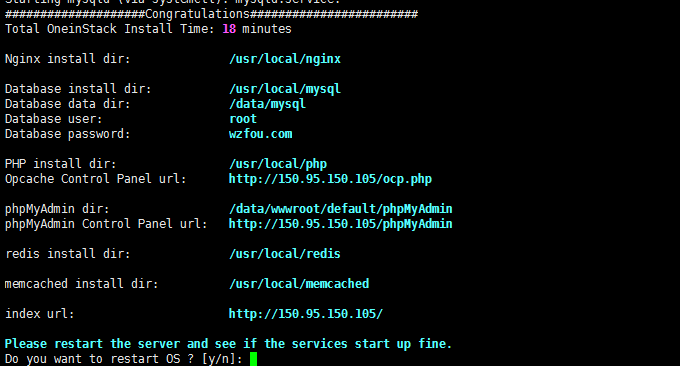 Starting mysqld (via systemctl): mysqld.service.
####################Congratulations########################
Total OneinStack Install Time: 18 minutes
Nginx install dir: /usr/local/nginx
Database install dir: /usr/local/mysql
Database data dir: /data/mysql
Database user: root
Database password: wzfou.com
PHP install dir: /usr/local/php
Opcache Control Panel url: http://150.95.150.105/ocp.php
phpMyAdmin dir: /data/wwwroot/default/phpMyAdmin
phpMyAdmin Control Panel url: http://150.95.150.105/phpMyAdmin
redis install dir: /usr/local/redis
memcached install dir: /usr/local/memcached
index url: http://150.95.150.105/
Please restart the server and see if the services start up fine.
Do you want to restart OS ? [y/n]: